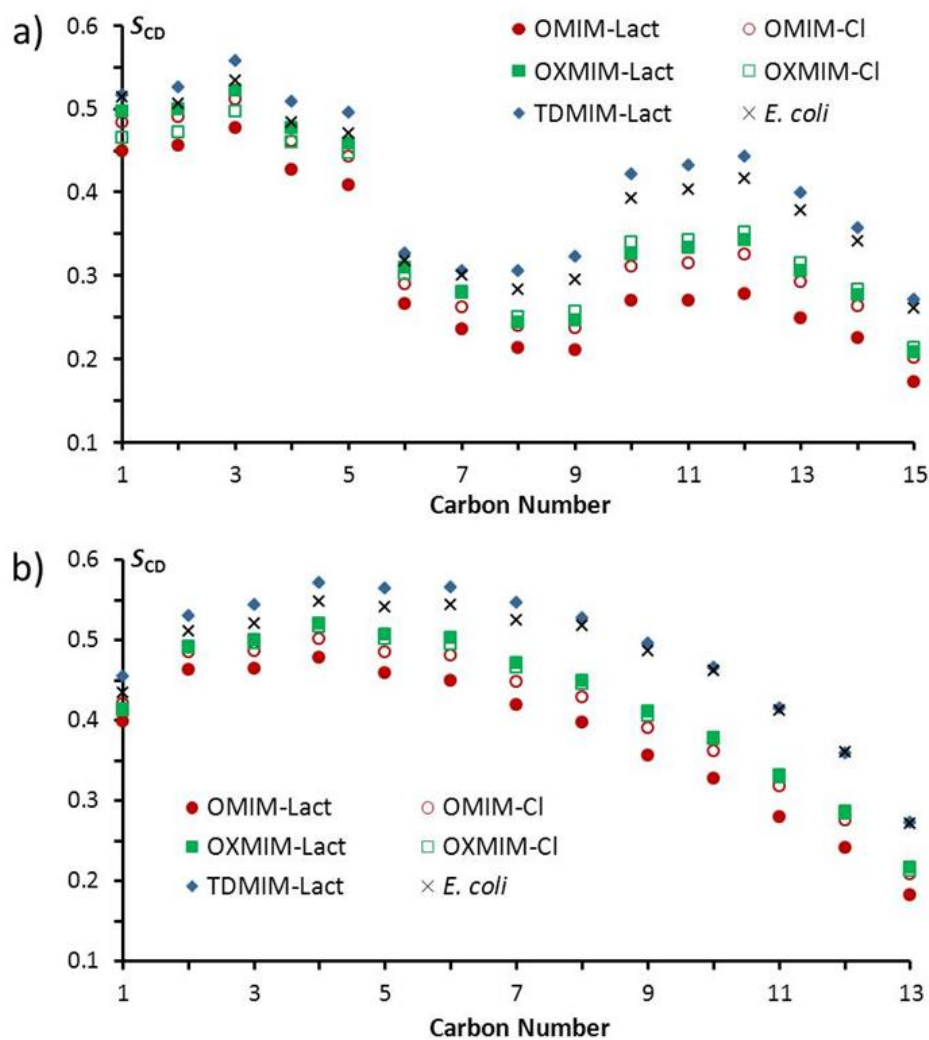 a)
S_CD
0.6
0.5
0.4
0.3
0.2
0.1
OMIM-Lact
OMIM-Cl
OXMIM-Lact
OXMIM-Cl
TDMIM-Lact
E. coli
1 3 5 7 9 11 13 15
Carbon Number
b)
S_CD
0.6
0.5
0.4
0.3
0.2
0.1
OMIM-Lact
OMIM-Cl
OXMIM-Lact
OXMIM-Cl
TDMIM-Lact
E. coli
1 3 5 7 9 11 13
Carbon Number